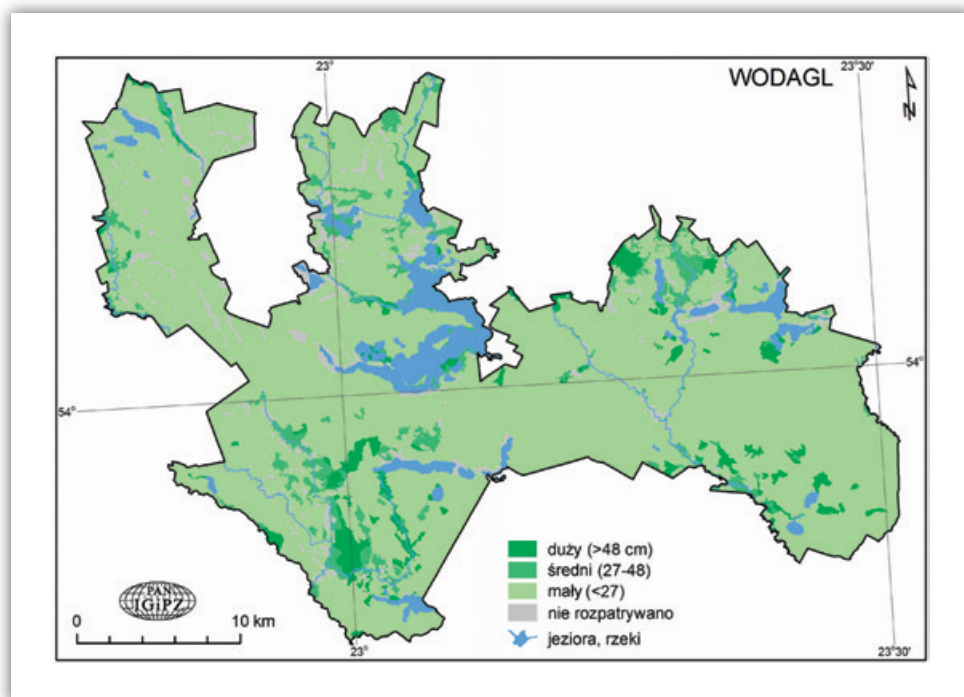 23°
23°30'
WODAGL
N
54°
54°
duży (>48 cm)
średni (27-48)
mały (<27)
nie rozpatrywano
jeziora, rzeki
PAN
IGiPZ
0 10 km
23°
23°30'